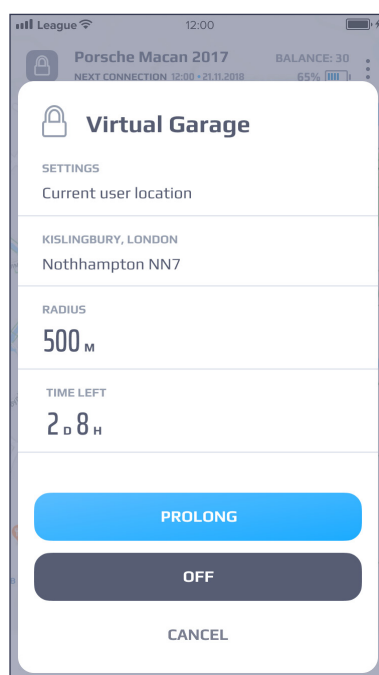 League 12:00
Porsche Macan 2017 BALANCE: 30
NEXT CONNECTION 12:00 • 21.11.2018 65%
Virtual Garage
SETTINGS
Current user location
KISLINGBURY, LONDON
Nothhampton NN7
RADIUS
500 M
TIME LEFT
2 D 8 H
PROLONG
OFF
CANCEL